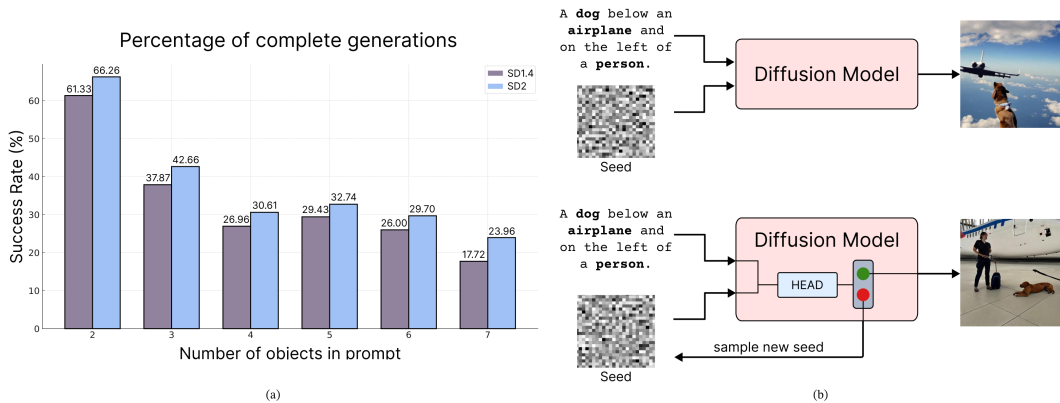 Percentage of complete generations
SD1.4
SD2
Success Rate (%)
60
50
40
30
20
10
0
61.33
66.26
37.87
42.66
26.96
30.61
29.43
32.74
26.00
29.70
17.72
23.96
2
3
4
5
6
7
Number of objects in prompt
(a)
A dog below an
airplane and
on the left of
a person.
Seed
Diffusion Model
A dog below an
airplane and
on the left of
a person.
Seed
Diffusion Model
HEAD
sample new seed
(b)